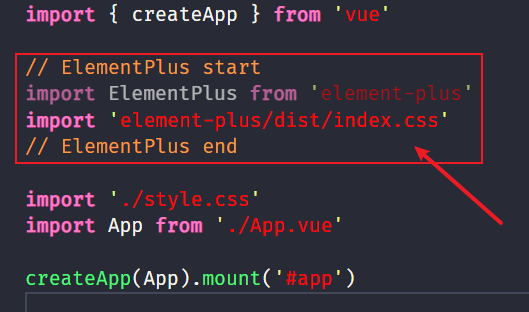 import { createApp } from 'vue'
// ElementPlus start
import ElementPlus from 'element-plus'
import 'element-plus/dist/index.css'
// ElementPlus end
import './style.css'
import App from './App.vue'
createApp(App).mount('#app')